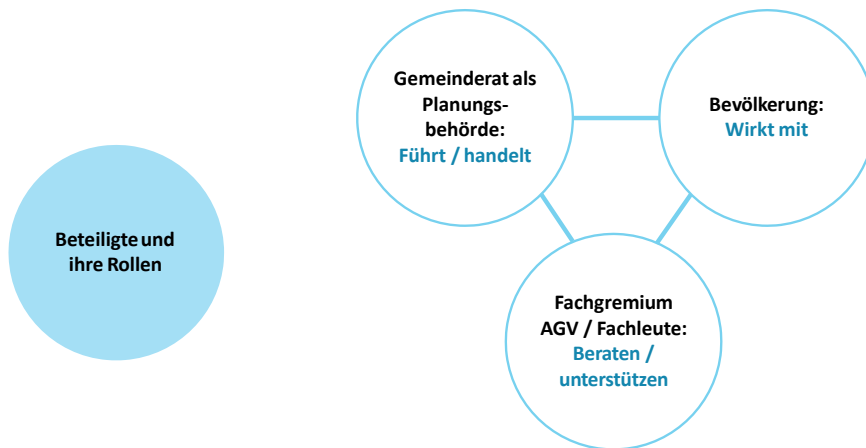 Beteiligte und
ihre Rollen
Gemeinderat als
Planungs-
behörde:
Führt / handelt
Bevölkerung:
Wirkt mit
Fachgremium
AGV / Fachleute:
Beraten /
unterstützen